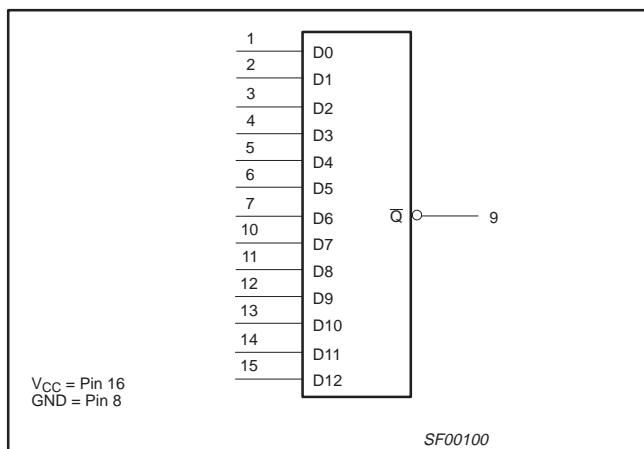 1 D0
2 D1
3 D2
4 D3
5 D4
6 D5
7 D6 Q̅ 9
10 D7
11 D8
12 D9
13 D10
14 D11
15 D12
VCC = Pin 16
GND = Pin 8
SF00100